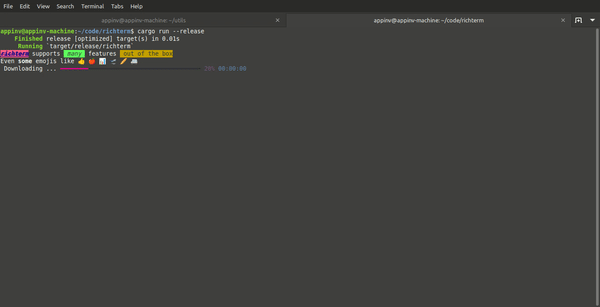 File Edit View Search Terminal Tabs Help
appinv@appinv-machine: ~/utils
appinv@appinv-machine: ~/code/richterm
appinv@appinv-machine:~/code/richterm$ cargo run --release
Finished release [optimized] target(s) in 0.01s
Running `target/release/richterm`
richterm supports many features out of the box
Even some emojis like 👍 🍎 📊
Downloading ... 20% 00:00:06